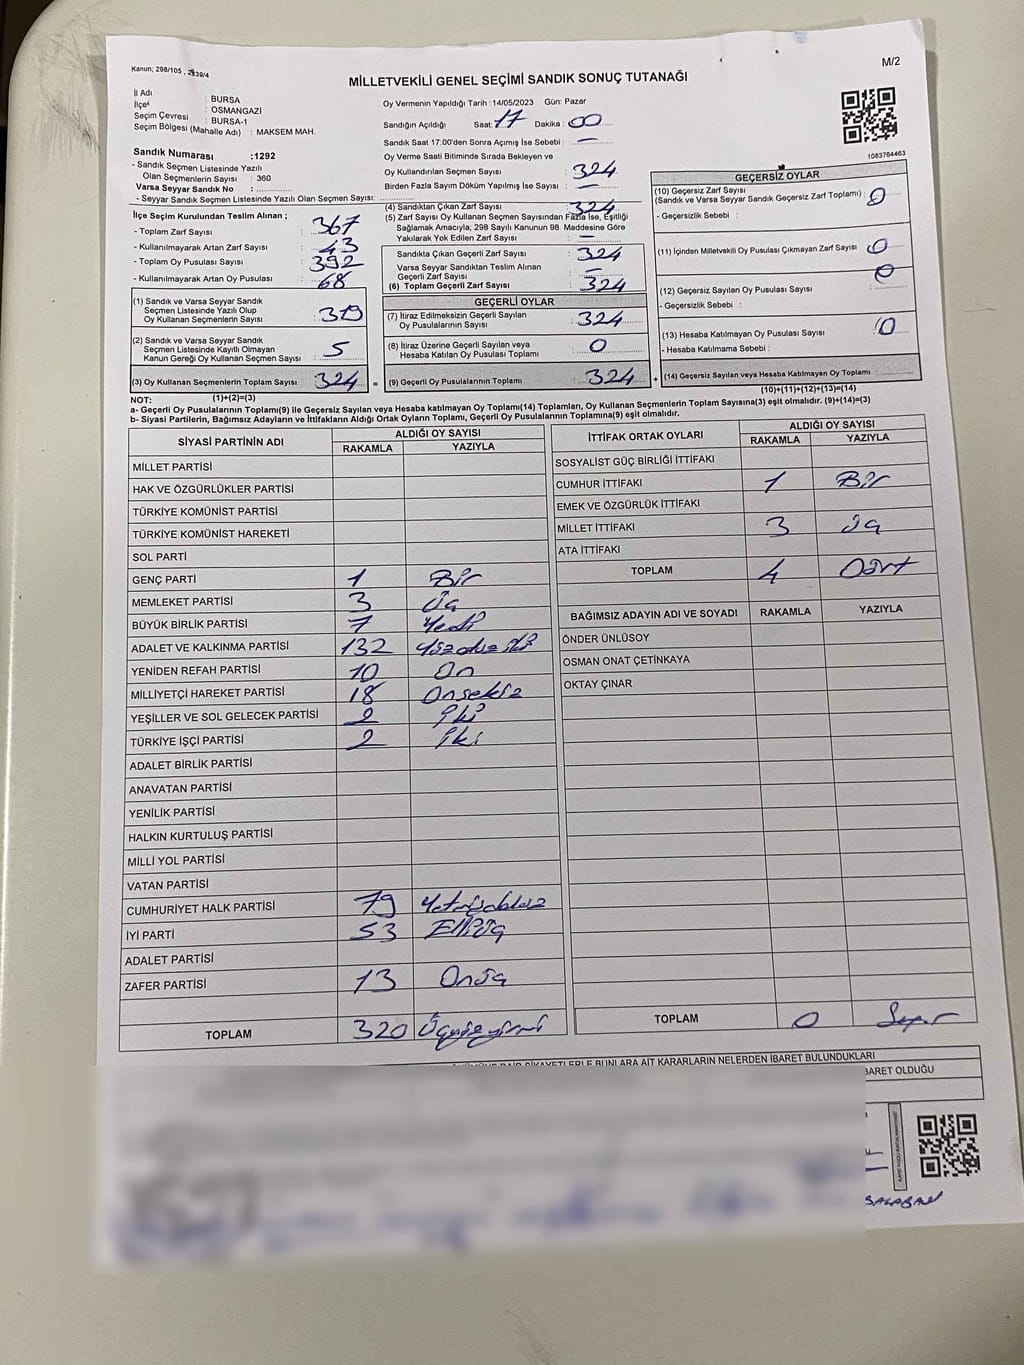 Kanun; 298/105 ,
M/2
MİLLETVEKİLİ GENEL SEÇİMİ SANDIK SONUÇ TUTANAĞI
İl Adı : BURSA
İlçe : OSMANGAZİ
Seçim Çevresi : BURSA-1
Seçim Bölgesi (Mahalle Adı) : MAKSEM MAH.
Sandık Numarası :1292
- Sandık Seçmen Listesinde Yazılı
Olan Seçmenlerin Sayısı : 360
Varsa Seyyar Sandık No :
- Seyyar Sandık Seçmen Listesinde Yazılı Olan Seçmen Sayısı:
Oy Vermenin Yapıldığı Tarih :14/05/2023 Gün: Pazar
Sandığın Açıldığı Saat: 17 Dakika : 00
Sandık Saat 17.00'den Sonra Açımış İse Sebebi : —
Oy Verme Saati Bitiminde Sırada Bekleyen ve
Oy Kullandırılan Seçmen Sayısı : 324
Birden Fazla Sayım Döküm Yapılmış İse Sayısı : —
1083764463
İlçe Seçim Kurulundan Teslim Alınan ;
- Toplam Zarf Sayısı : 367
- Kullanılmayarak Artan Zarf Sayısı : 43
- Toplam Oy Pusulası Sayısı : 392
- Kullanılmayarak Artan Oy Pusulası : 68
(1) Sandık ve Varsa Seyyar Sandık
Seçmen Listesinde Yazılı Olup
Oy Kullanan Seçmenlerin Sayısı : 319
(2) Sandık ve Varsa Seyyar Sandık
Seçmen Listesinde Kayıtlı Olmayan
Kanun Gereği Oy Kullanan Seçmen Sayısı : 5
(3) Oy Kullanan Seçmenlerin Toplam Sayısı : 324 =
(1)+(2)=(3)
(4) Sandıktan Çıkan Zarf Sayısı : 324
(5) Zarf Sayısı Oy Kullanan Seçmen Sayısından Fazla İse, Eşitliği
Sağlamak Amacıyla; 298 Sayılı Kanunun 98. Maddesine Göre
Yakılarak Yok Edilen Zarf Sayısı : —
Sandıkta Çıkan Geçerli Zarf Sayısı : 324
Varsa Seyyar Sandıktan Teslim Alınan
Geçerli Zarf Sayısı : —
(6) Toplam Geçerli Zarf Sayısı : 324
GEÇERLİ OYLAR
(7) İtiraz Edilmeksizin Geçerli Sayılan
Oy Pusulalarının Sayısı : 324
(8) İtiraz Üzerine Geçerli Sayılan veya
Hesaba Katılan Oy Pusulası Toplamı : 0
(9) Geçerli Oy Pusulalarının Toplamı : 324 +
GEÇERSİZ OYLAR
(10) Geçersiz Zarf Sayısı
(Sandık ve Varsa Seyyar Sandık Geçersiz Zarf Toplamı) : 0
- Geçersizlik Sebebi :
(11) İçinden Milletvekili Oy Pusulası Çıkmayan Zarf Sayısı : 0
(12) Geçersiz Sayılan Oy Pusulası Sayısı : 0
- Geçersizlik Sebebi :
(13) Hesaba Katılmayan Oy Pusulası Sayısı : 0
- Hesaba Katılmama Sebebi :
(14) Geçersiz Sayılan veya Hesaba Katılmayan Oy Toplamı :
(10)+(11)+(12)+(13)=(14)
NOT:
a- Geçerli Oy Pusulalarının Toplamı(9) ile Geçersiz Sayılan veya Hesaba katılmayan Oy Toplamı(14) Toplamları, Oy Kullanan Seçmenlerin Toplam Sayısına(3) eşit olmalıdır. (9)+(14)=(3)
b- Siyasi Partilerin, Bağımsız Adayların ve İttifakların Aldığı Ortak Oyların Toplamı, Geçerli Oy Pusulalarının Toplamına(9) eşit olmalıdır.
SİYASİ PARTİNİN ADI ALDIĞI OY SAYISI
RAKAMLA YAZIYLA
MİLLET PARTİSİ
HAK VE ÖZGÜRLÜKLER PARTİSİ
TÜRKİYE KOMÜNİST PARTİSİ
TÜRKİYE KOMÜNİST HAREKETİ
SOL PARTİ
GENÇ PARTİ 1 Bir
MEMLEKET PARTİSİ 3 Üç
BÜYÜK BİRLİK PARTİSİ 7 Yedi
ADALET VE KALKINMA PARTİSİ 132 Yüzotuziki
YENİDEN REFAH PARTİSİ 10 On
MİLLİYETÇİ HAREKET PARTİSİ 18 Onsekiz
YEŞİLLER VE SOL GELECEK PARTİSİ 2 İki
TÜRKİYE İŞÇİ PARTİSİ 2 İki
ADALET BİRLİK PARTİSİ
ANAVATAN PARTİSİ
YENİLİK PARTİSİ
HALKIN KURTULUŞ PARTİSİ
MİLLİ YOL PARTİSİ
VATAN PARTİSİ
CUMHURİYET HALK PARTİSİ 79 Yetmişdokuz
İYİ PARTİ 53 Elliüç
ADALET PARTİSİ
ZAFER PARTİSİ 13 Onüç
TOPLAM 320 Üçyüzyirmi
İTTİFAK ORTAK OYLARI ALDIĞI OY SAYISI
RAKAMLA YAZIYLA
SOSYALİST GÜÇ BİRLİĞİ İTTİFAKI
CUMHUR İTTİFAKI 1 Bir
EMEK VE ÖZGÜRLÜK İTTİFAKI
MİLLET İTTİFAKI 3 Üç
ATA İTTİFAKI
TOPLAM 4 Dört
BAĞIMSIZ ADAYIN ADI VE SOYADI RAKAMLA YAZIYLA
ÖNDER ÜNLÜSOY
OSMAN ONAT ÇETİNKAYA
OKTAY ÇINAR
TOPLAM 0 Sıfır
ŞİKAYETLERLE BUNLARA AİT KARARLARIN NELERDEN İBARET BULUNDUKLARI
BARET OLDUĞU
BALABAN